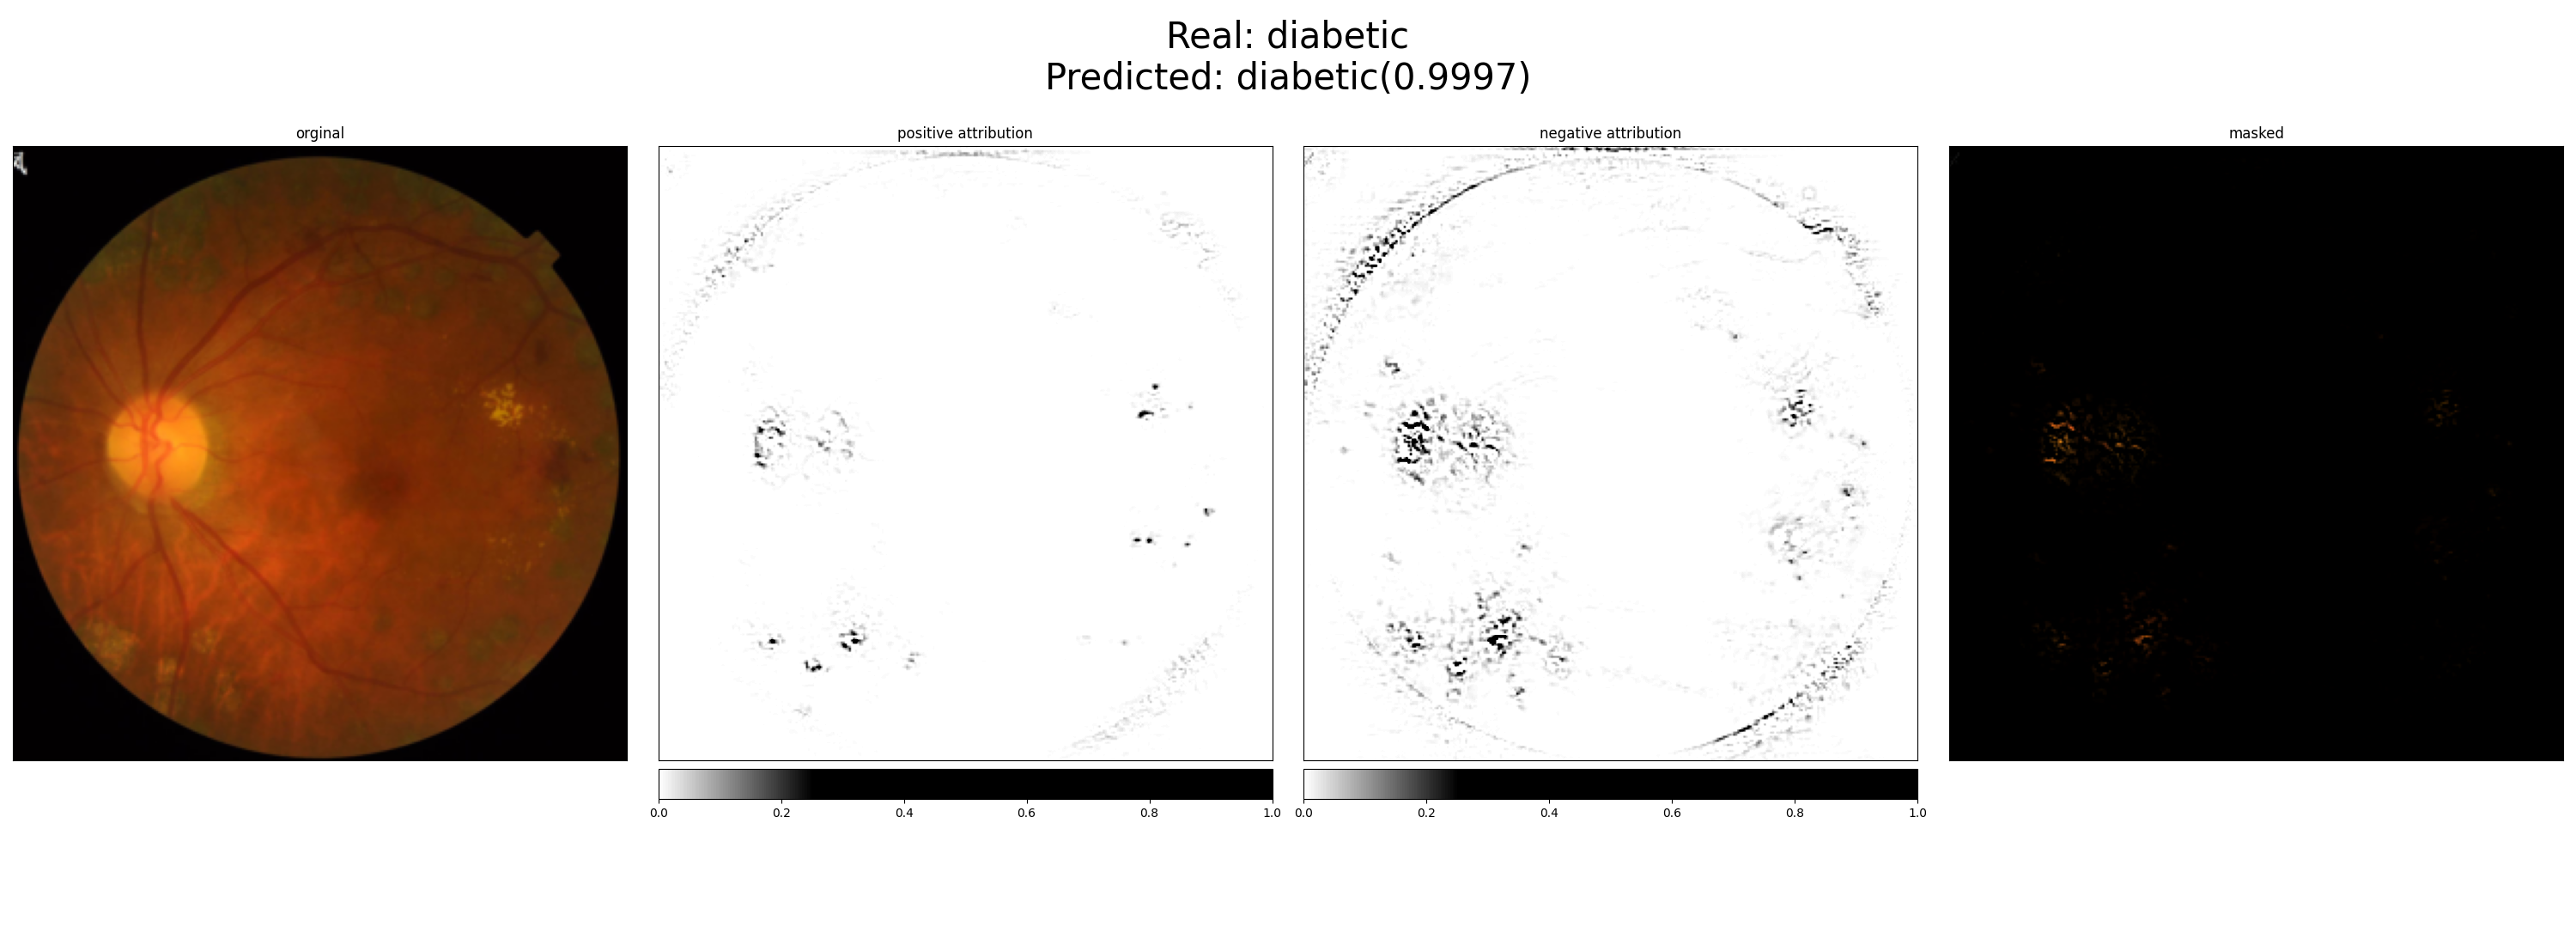 Real: diabetic
Predicted: diabetic(0.9997)
orginal
positive attribution
negative attribution
masked
0.0 0.2 0.4 0.6 0.8 1.0
0.0 0.2 0.4 0.6 0.8 1.0